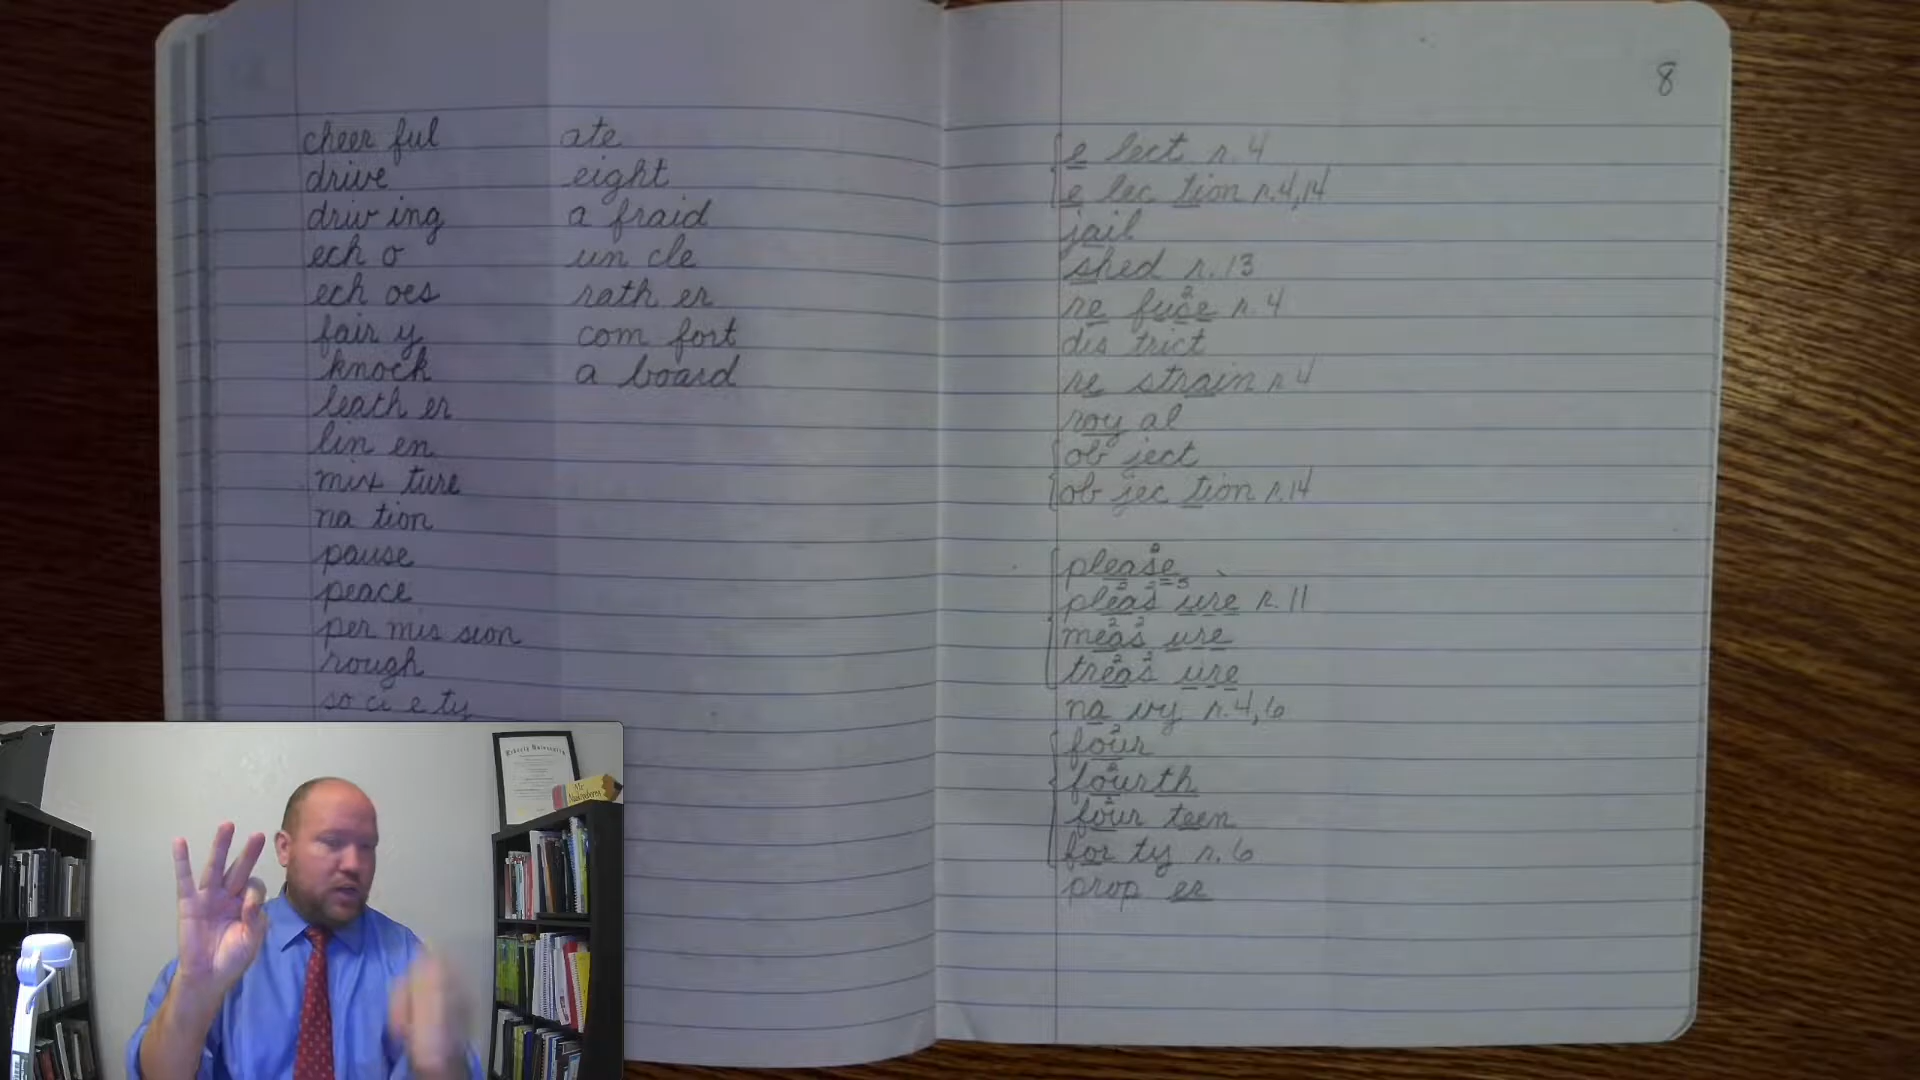 cheer ful
drive
driv ing
ech o
ech oes
fair y
knock
leath er
lin en
mix ture
na tion
pause
peace
per mis sion
rough
so ci e ty
ate
eight
a fraid
un cle
rath er
com fort
a board
8
e lect r. 4
e lec tion r. 4, 14
jail
shed r. 13
re fuse r. 4
dis trict
re strain r. 4
roy al
ob ject
ob jec tion r. 14
please
pleas ure r. 11
meas ure
treas ure
na vy r. 4, 6
four
fourth
four teen
for ty r. 6
prop er
Liberty University